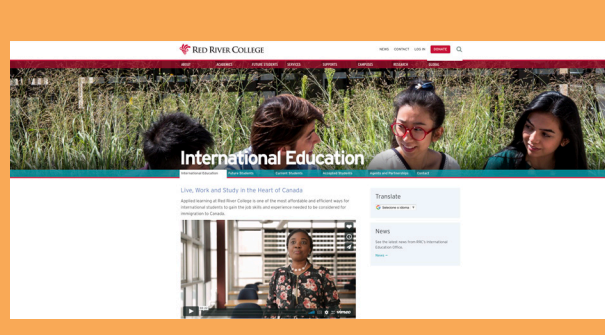 RED RIVER COLLEGE
NEWS CONTACT LOG IN DONATE
ABOUT ACADEMICS FUTURE STUDENTS SERVICES SUPPORTS CAMPUSES RESEARCH GLOBAL
International Education
International Education Future Students Current Students Accepted Students Agents and Partnerships Contact
Live, Work and Study in the Heart of Canada
Applied learning at Red River College is one of the most affordable and efficient ways for
international students to gain the job skills and experience needed to be considered for
immigration to Canada.
Translate
News
See the latest news from RRC's International
Education Office.
More
vimeo